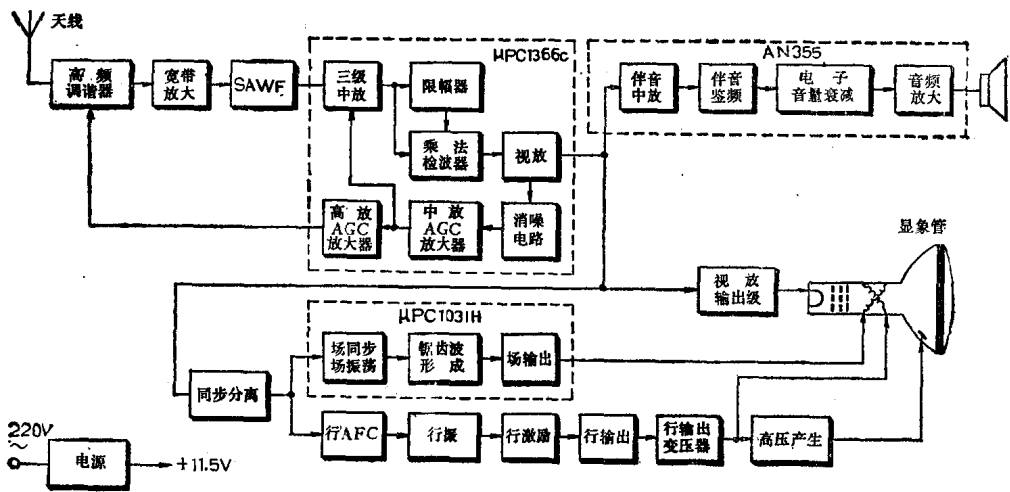 天线
高频
调谐器
宽带
放大
SAWF
μPC1366c
三级
中放
限幅器
乘法
检波器
视放
高放
AGC
放大器
中放
AGC
放大器
消噪
电路
AN355
伴音
中放
伴音
鉴频
电子
音量衰减
音频
放大
显象管
视放
输出级
μPC1031H
场同步
场振荡
锯齿波
形成
场输出
同步分离
行AFC
行振
行激励
行输出
行输出
变压器
高压产生
220V
~
电源
+11.5V